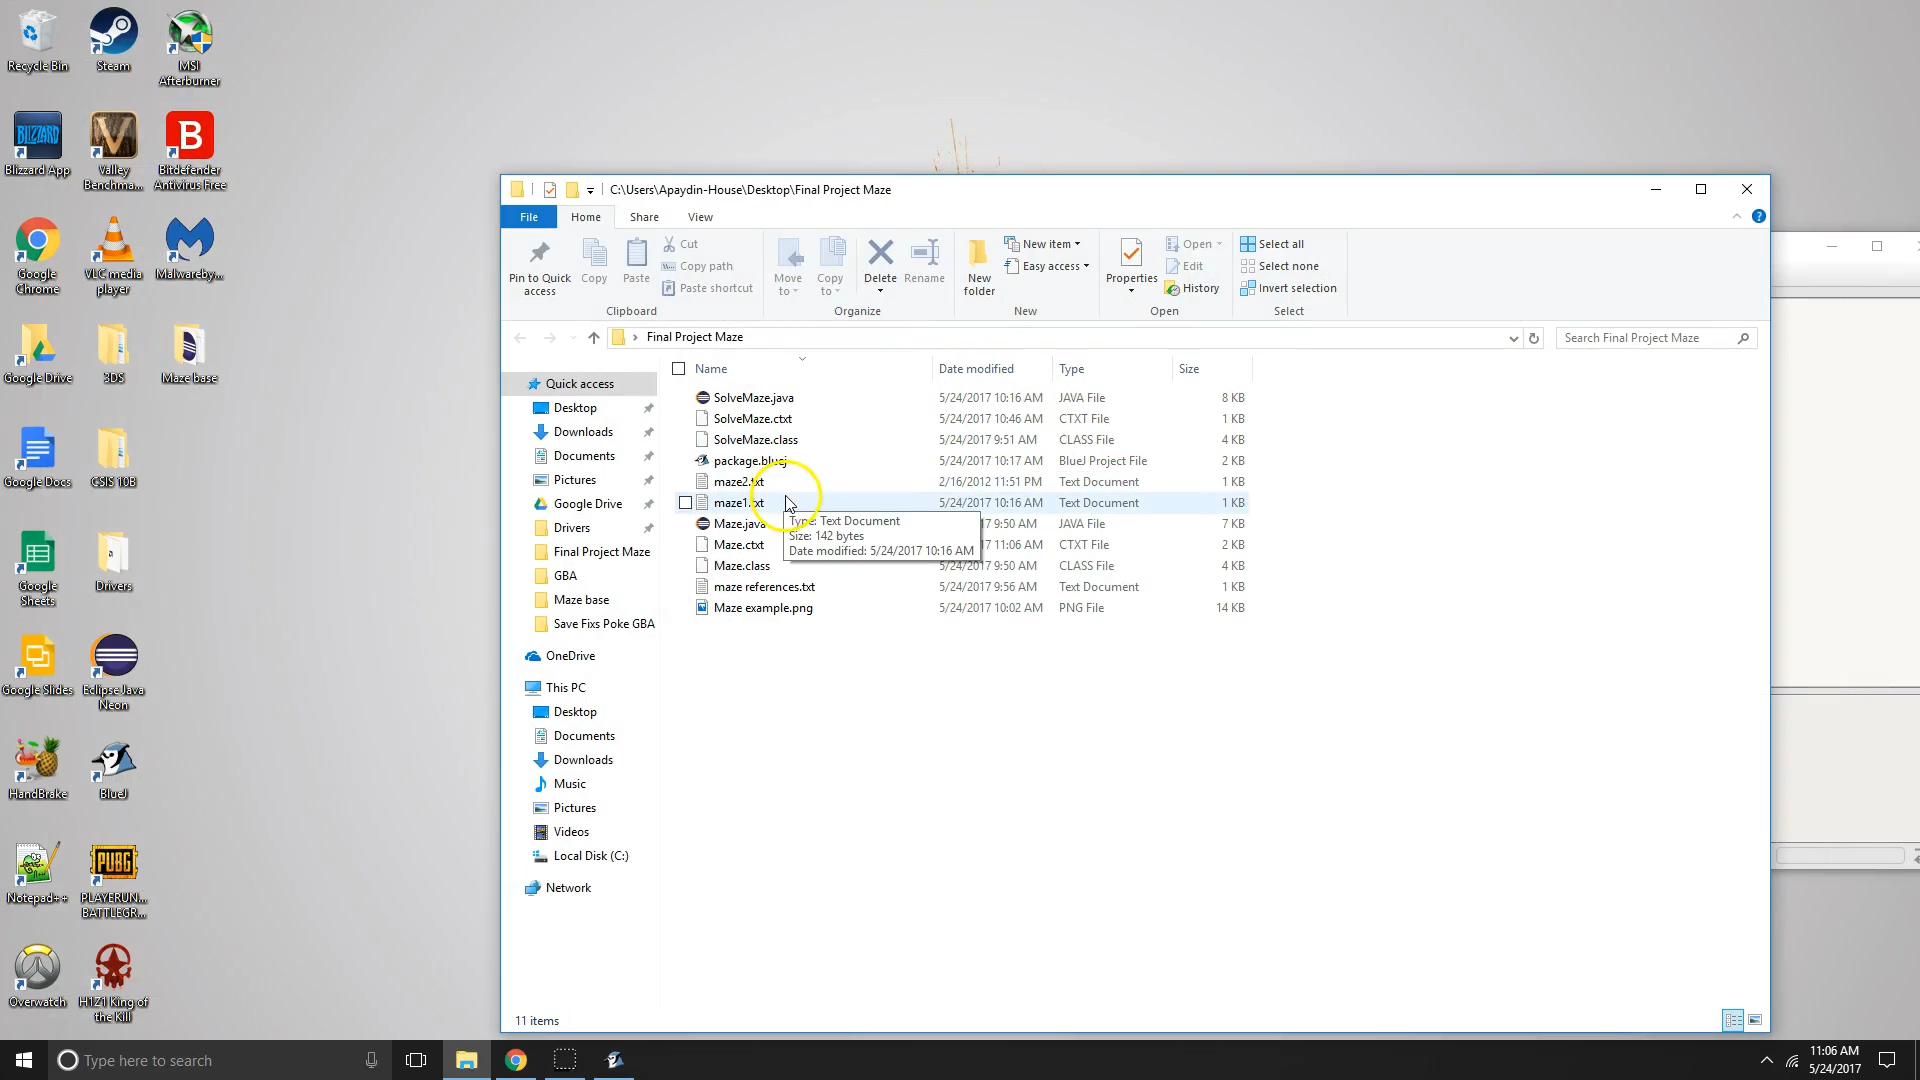 Recycle Bin
Steam
MSI
Afterburner
BLIZZARD
Blizzard App
Valley
Benchma...
B
Bitdefender
Antivirus Free
Google
Chrome
VLC media
player
Malwareby...
Google Drive
3DS
Maze base
Google Docs
CSIS 10B
Google
Sheets
Drivers
Google Slides
Eclipse Java
Neon
HandBrake
BlueJ
Notepad++
PUBG
PLAYERUN...
BATTLEGR...
Overwatch
H1Z1 King of
the Kill
C:\Users\Apaydin-House\Desktop\Final Project Maze
File
Home
Share
View
Pin to Quick
access
Copy
Paste
Cut
Copy path
Paste shortcut
Clipboard
Move
to
Copy
to
Delete
Rename
Organize
New
folder
New item
Easy access
New
Properties
Open
Edit
History
Open
Select all
Select none
Invert selection
Select
Final Project Maze
Search Final Project Maze
Quick access
Desktop
Downloads
Documents
Pictures
Google Drive
Drivers
Final Project Maze
GBA
Maze base
Save Fixs Poke GBA
OneDrive
This PC
Desktop
Documents
Downloads
Music
Pictures
Videos
Local Disk (C:)
Network
Name Date modified Type Size
SolveMaze.java 5/24/2017 10:16 AM JAVA File 8 KB
SolveMaze.ctxt 5/24/2017 10:46 AM CTXT File 1 KB
SolveMaze.class 5/24/2017 9:51 AM CLASS File 4 KB
package.bluej 5/24/2017 10:17 AM BlueJ Project File 2 KB
maze2.txt 2/16/2012 11:51 PM Text Document 1 KB
maze1.txt 5/24/2017 10:16 AM Text Document 1 KB
Maze.java 17 9:50 AM JAVA File 7 KB
Maze.ctxt 17 11:06 AM CTXT File 2 KB
Maze.class 17 9:50 AM CLASS File 4 KB
maze references.txt 5/24/2017 9:56 AM Text Document 1 KB
Maze example.png 5/24/2017 10:02 AM PNG File 14 KB
Type: Text Document
Size: 142 bytes
Date modified: 5/24/2017 10:16 AM
11 items
Type here to search
11:06 AM
5/24/2017